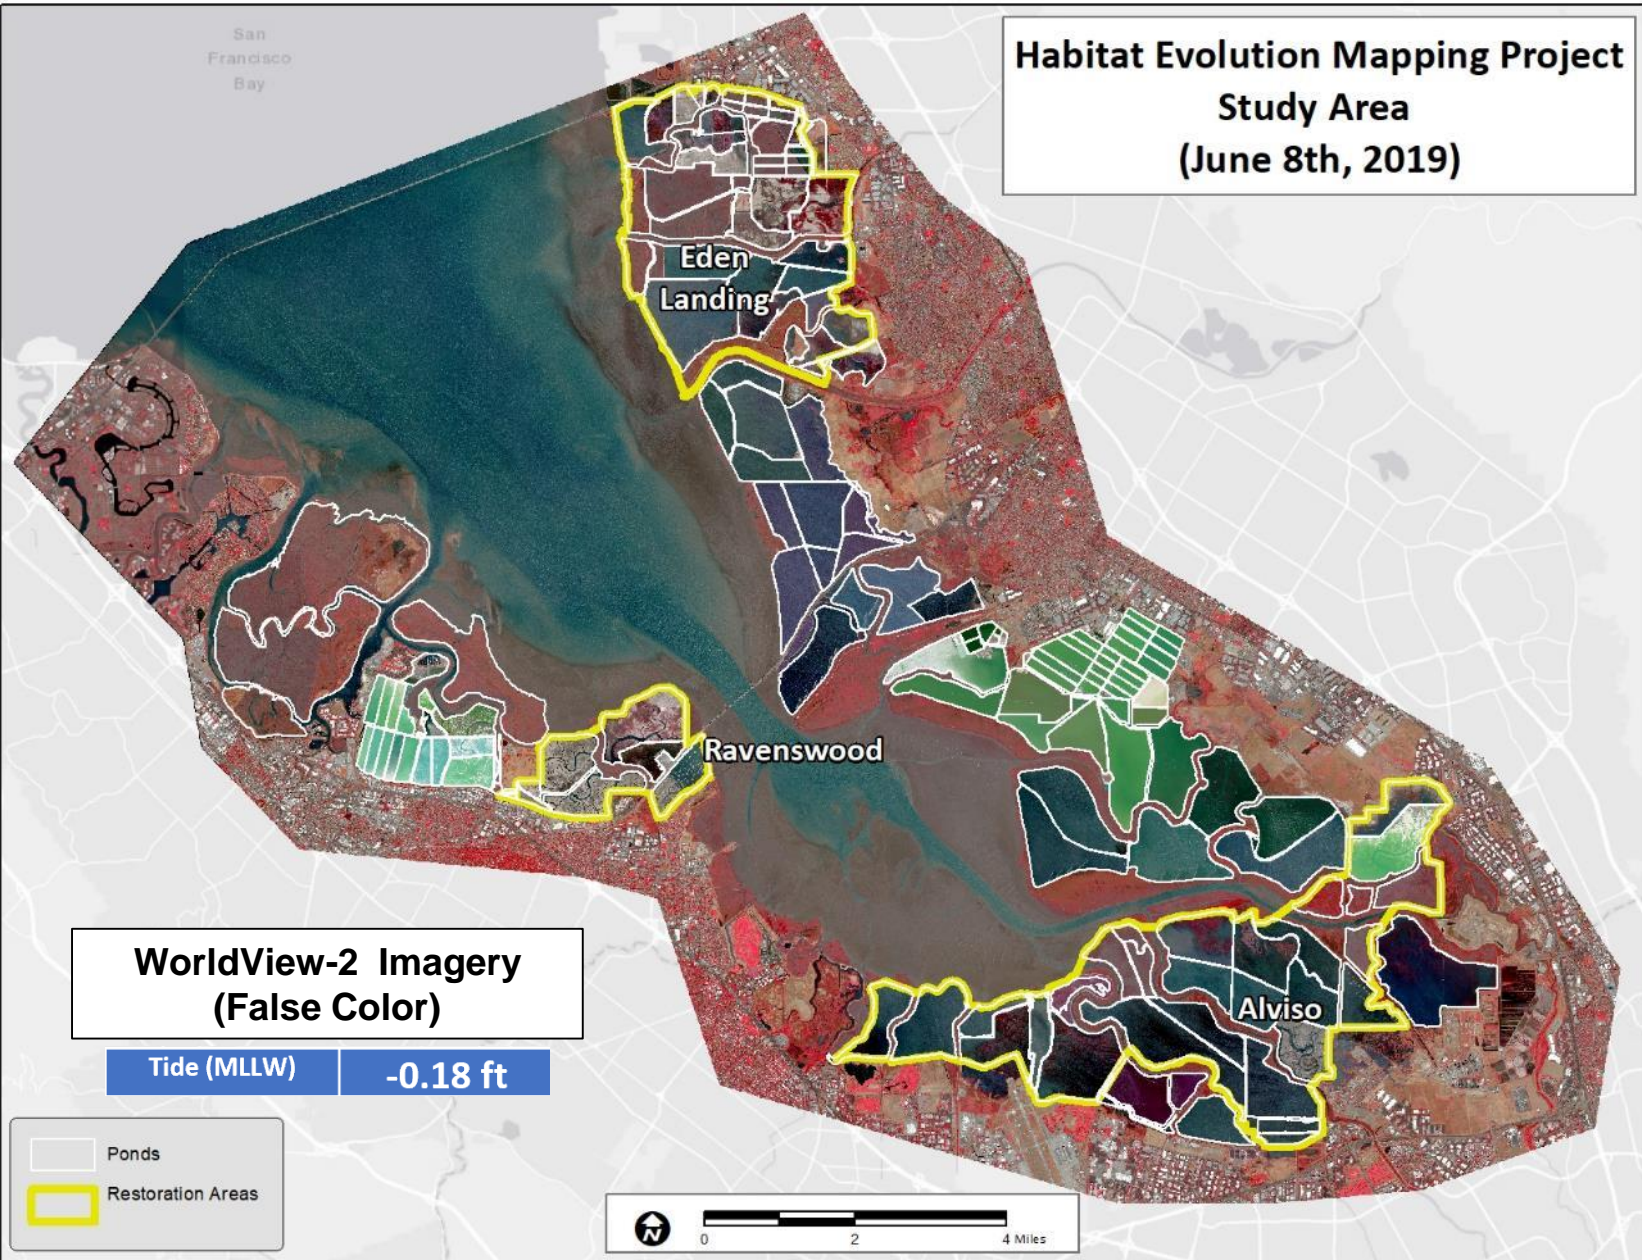 San
Francisco
Bay
Habitat Evolution Mapping Project
Study Area
(June 8th, 2019)
Eden
Landing
Ravenswood
Alviso
WorldView-2 Imagery
(False Color)
Tide (MLLW) -0.18 ft
Ponds
Restoration Areas
N
0 2 4 Miles